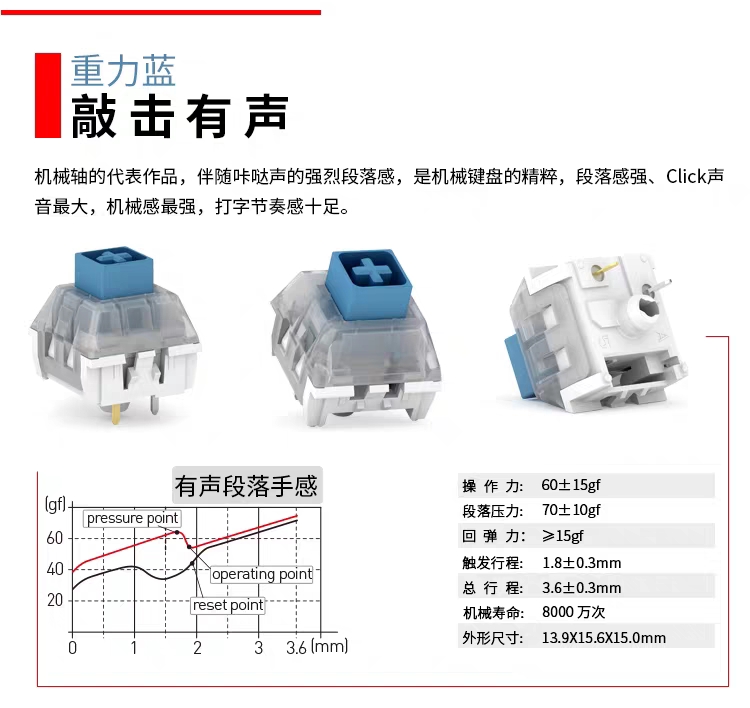 重力蓝
敲击有声
机械轴的代表作品，伴随咔哒声的强烈段落感，是机械键盘的精粹，段落感强、Click声
音最大，机械感最强，打字节奏感十足。
有声段落手感
(gf)
pressure point
60
40
operating point
20
reset point
0 1 2 3 3.6 (mm)
操作力: 60±15gf
段落压力: 70±10gf
回弹力: ≥15gf
触发行程: 1.8±0.3mm
总行程: 3.6±0.3mm
机械寿命: 8000万次
外形尺寸: 13.9X15.6X15.0mm